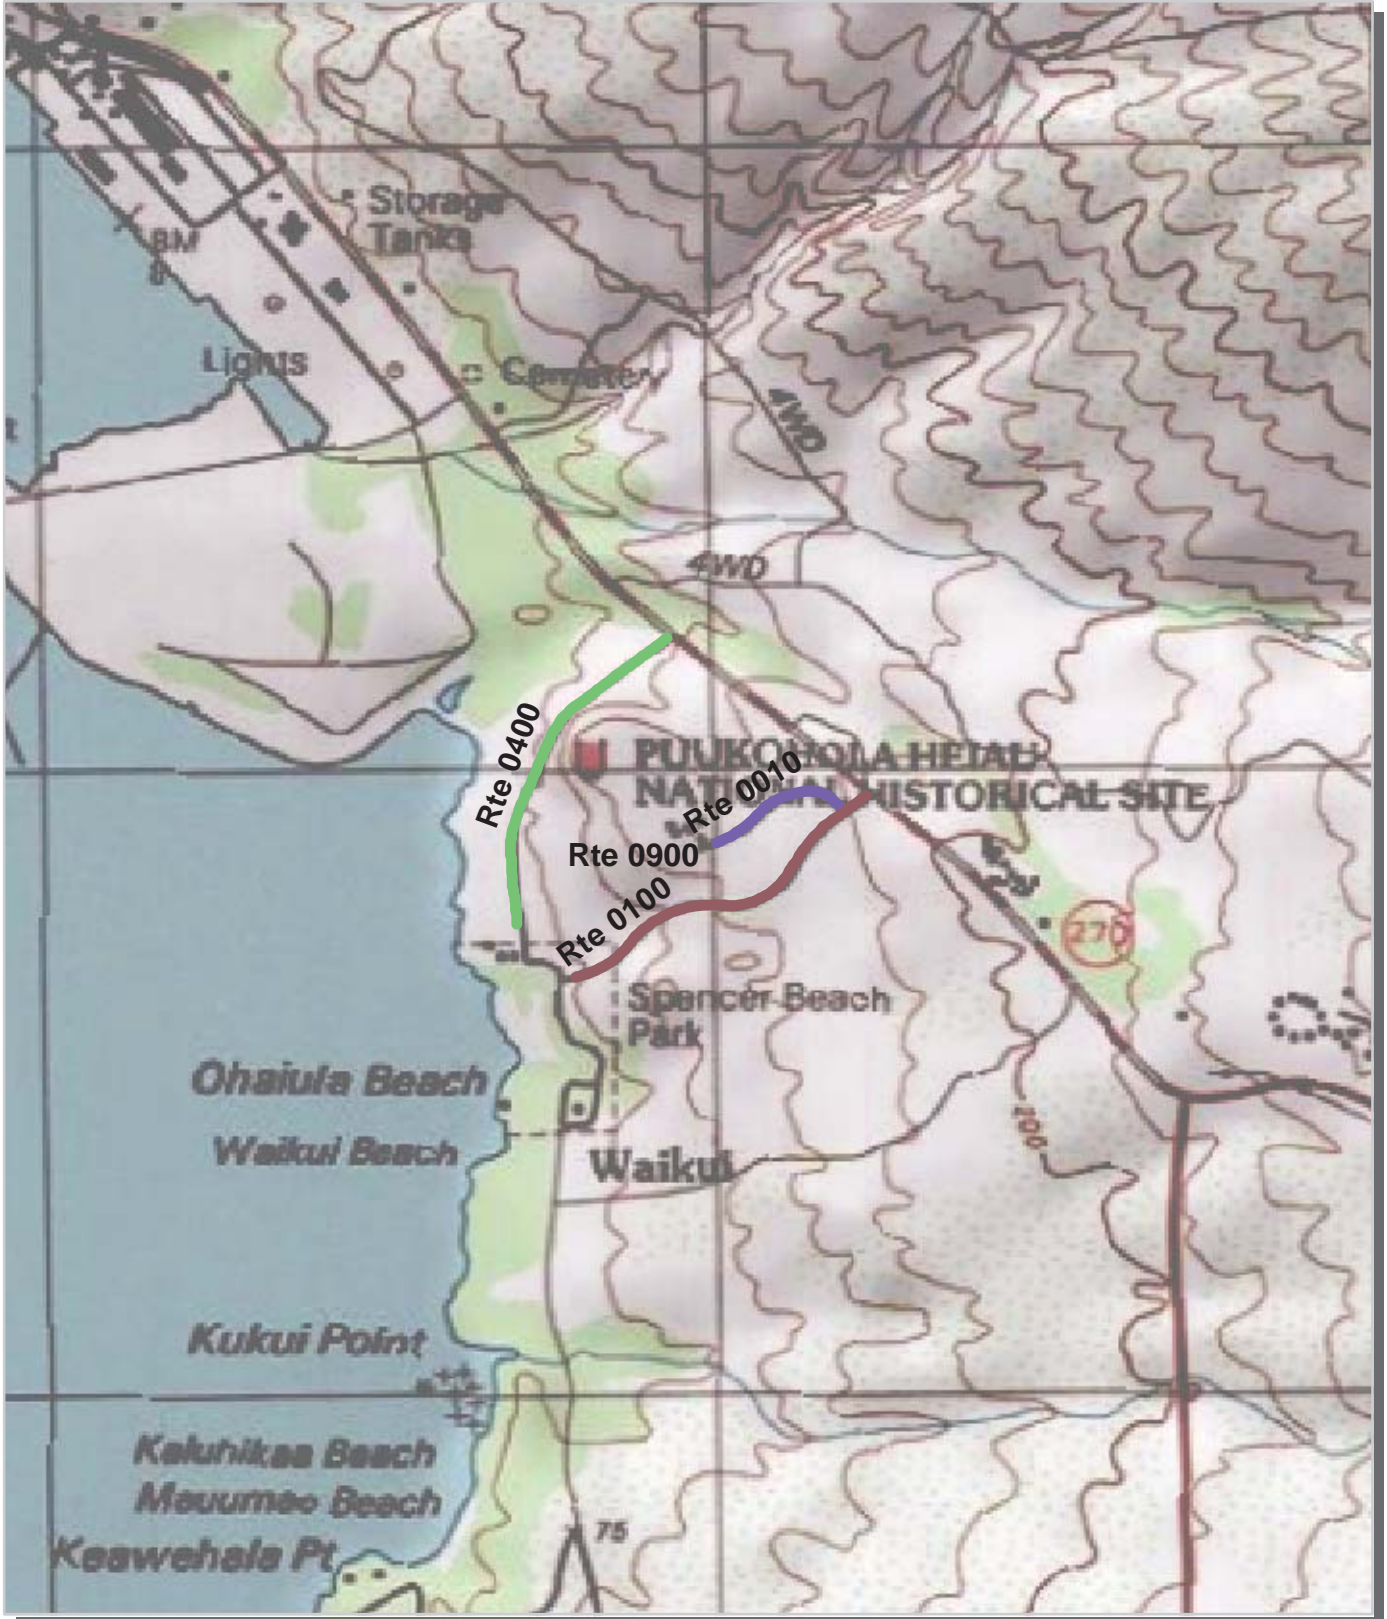 Storage
Tanks
BM
8
Lights
Cemetery
4WD
4WD
Rte 0400
PUUKOHOLA HEIAU
NATIONAL HISTORICAL SITE
Rte 0010
Rte 0900
Rte 0100
270
Spencer Beach
Park
Ohaiula Beach
200
Waikui Beach
Waikui
Kukui Point
Kaluhikaa Beach
Mauumae Beach
75
Keawehala Pt